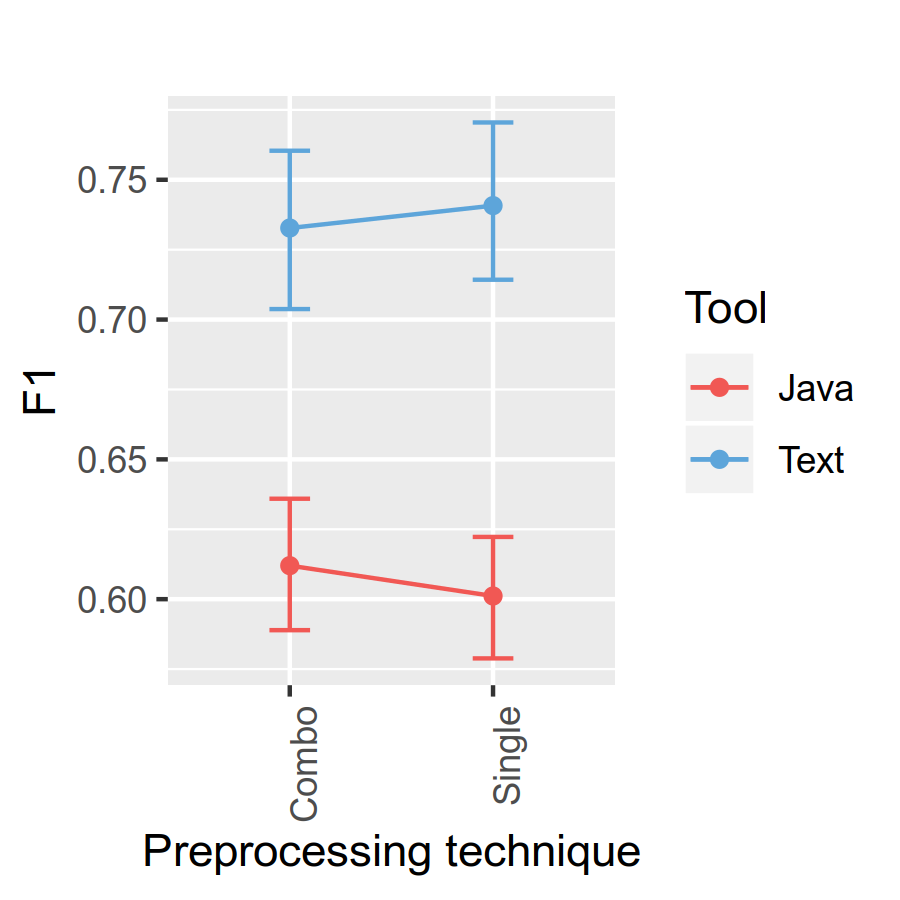 F1
0.75
0.70
0.65
0.60
Combo
Single
Preprocessing technique
Tool
Java
Text